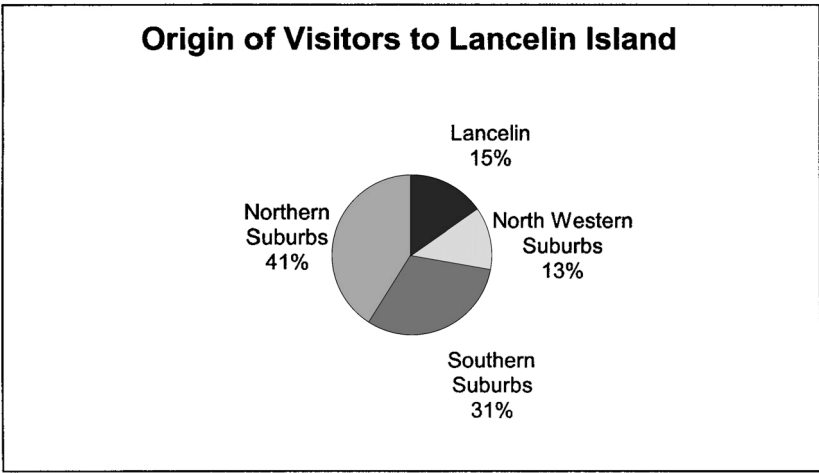 Origin of Visitors to Lancelin Island
Lancelin
15%
North Western
Suburbs
13%
Southern
Suburbs
31%
Northern
Suburbs
41%